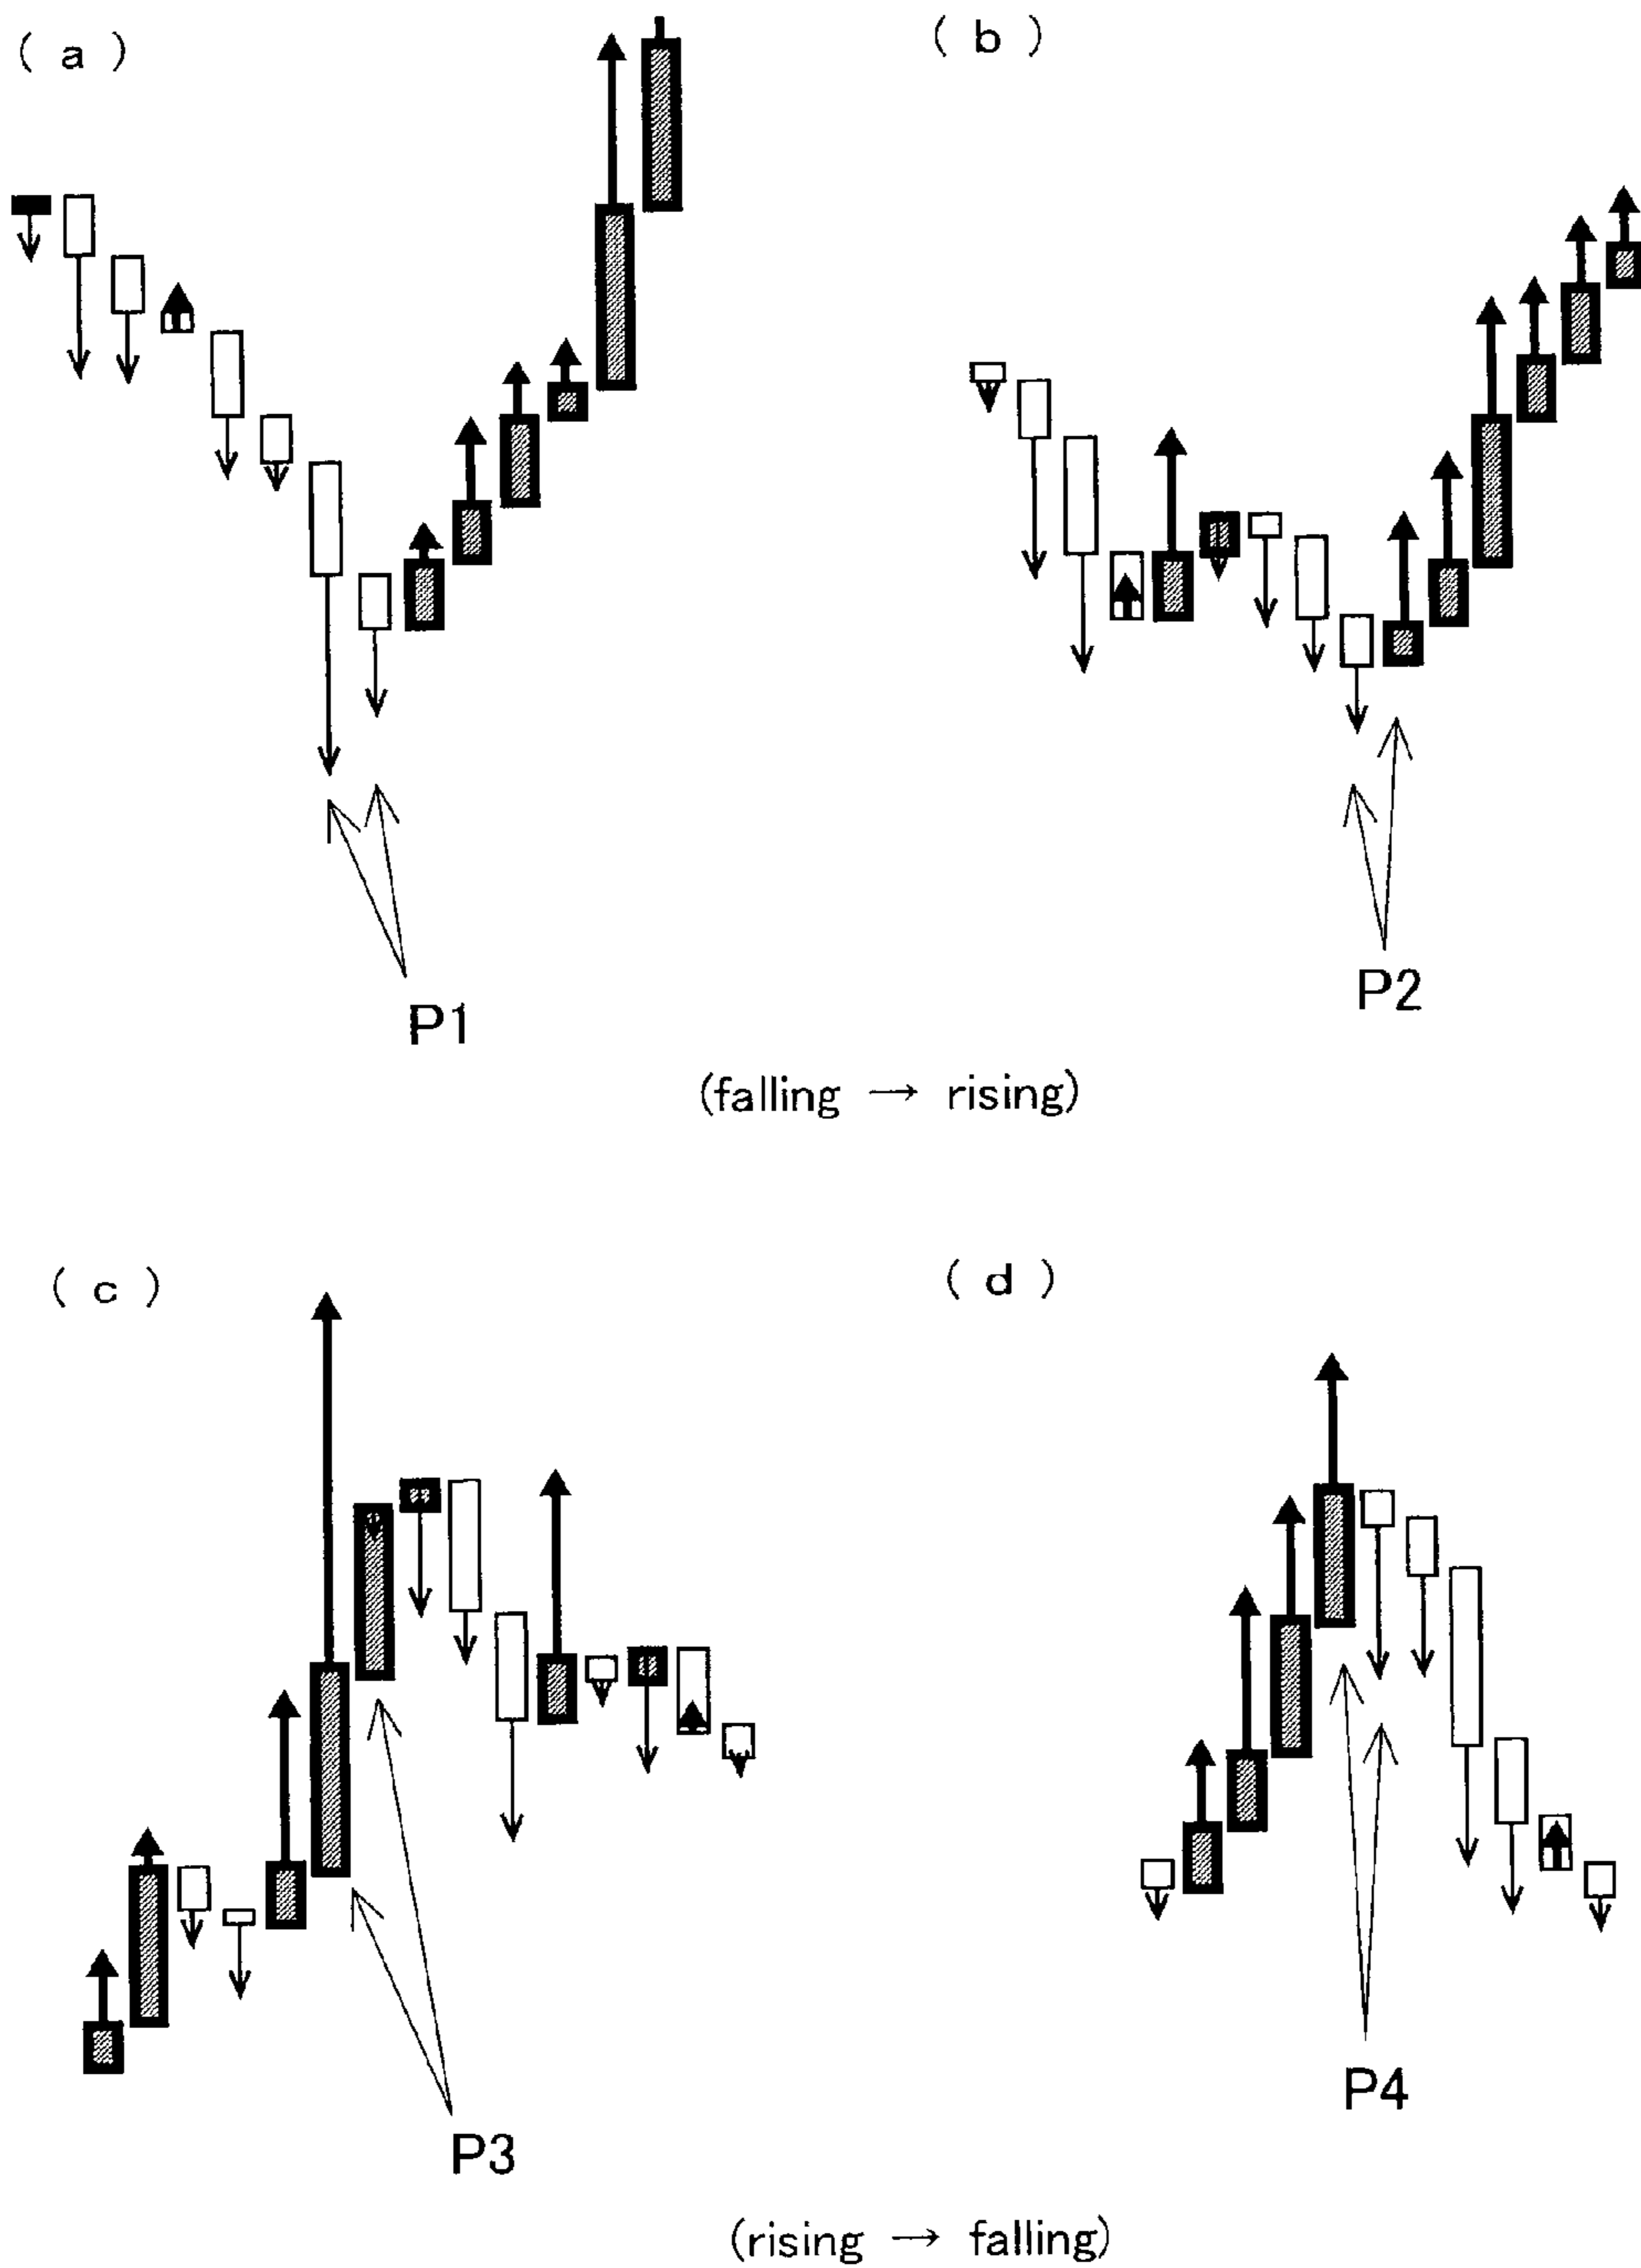 ( a )
( b )
P1
P2
(falling → rising)
( c )
( d )
P3
P4
(rising → falling)